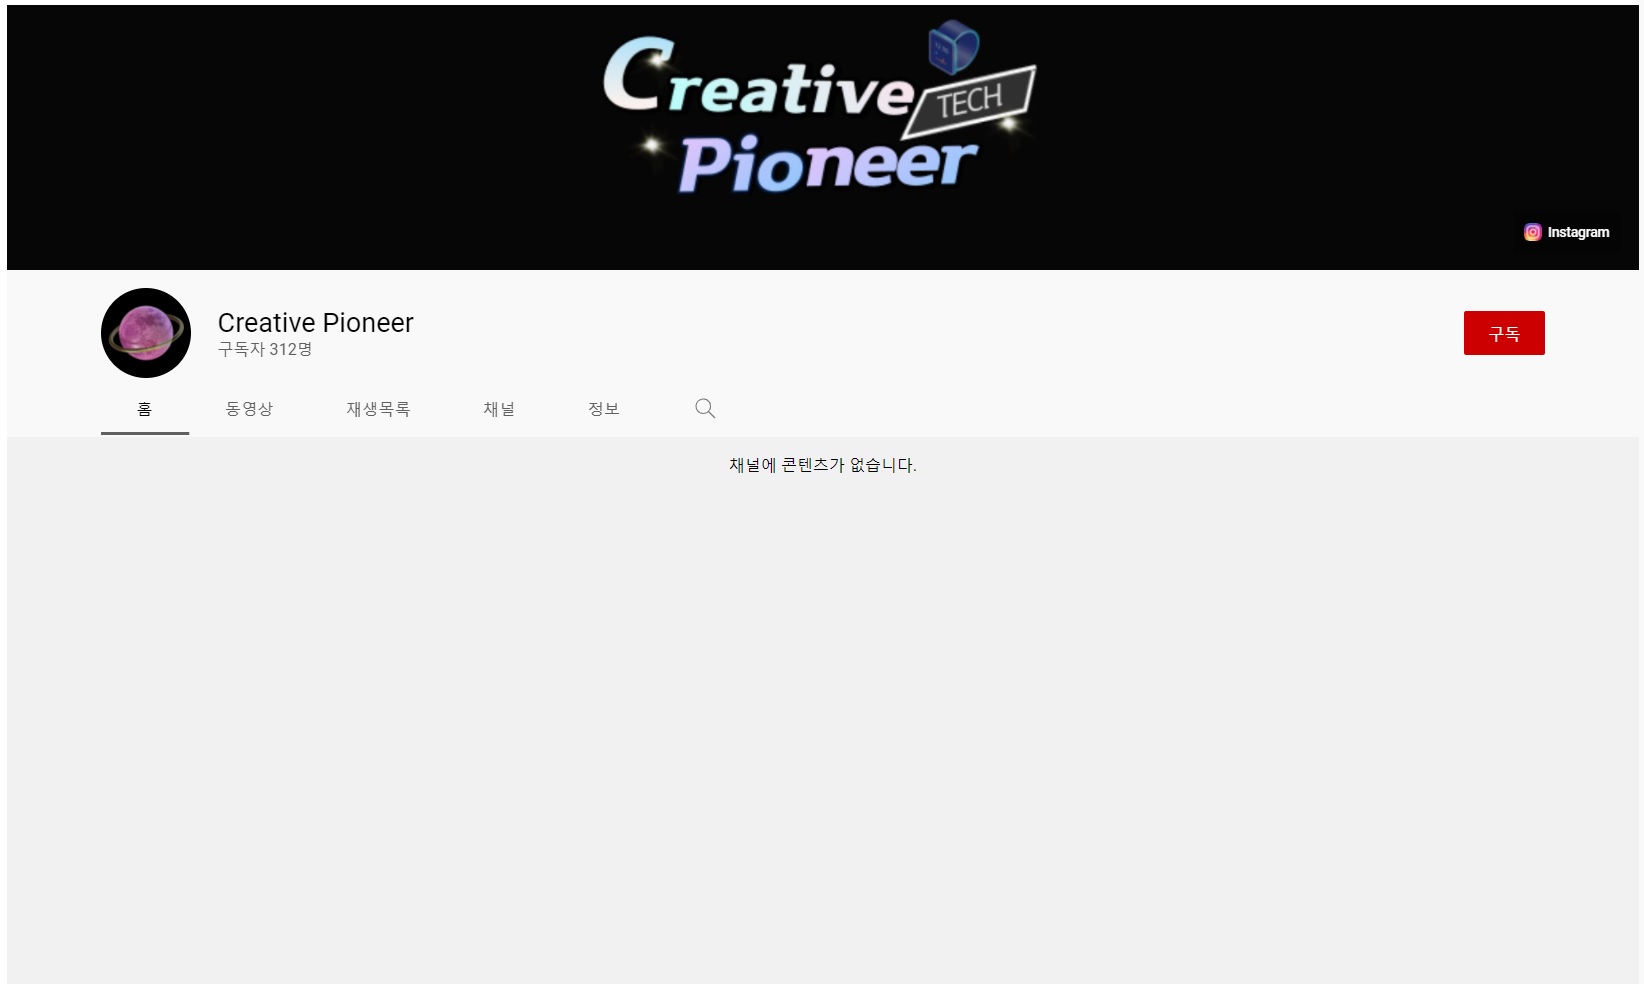 Creative
TECH
Pioneer
Instagram
Creative Pioneer
구독자 312명
구독
홈 동영상 재생목록 채널 정보
채널에 콘텐츠가 없습니다.